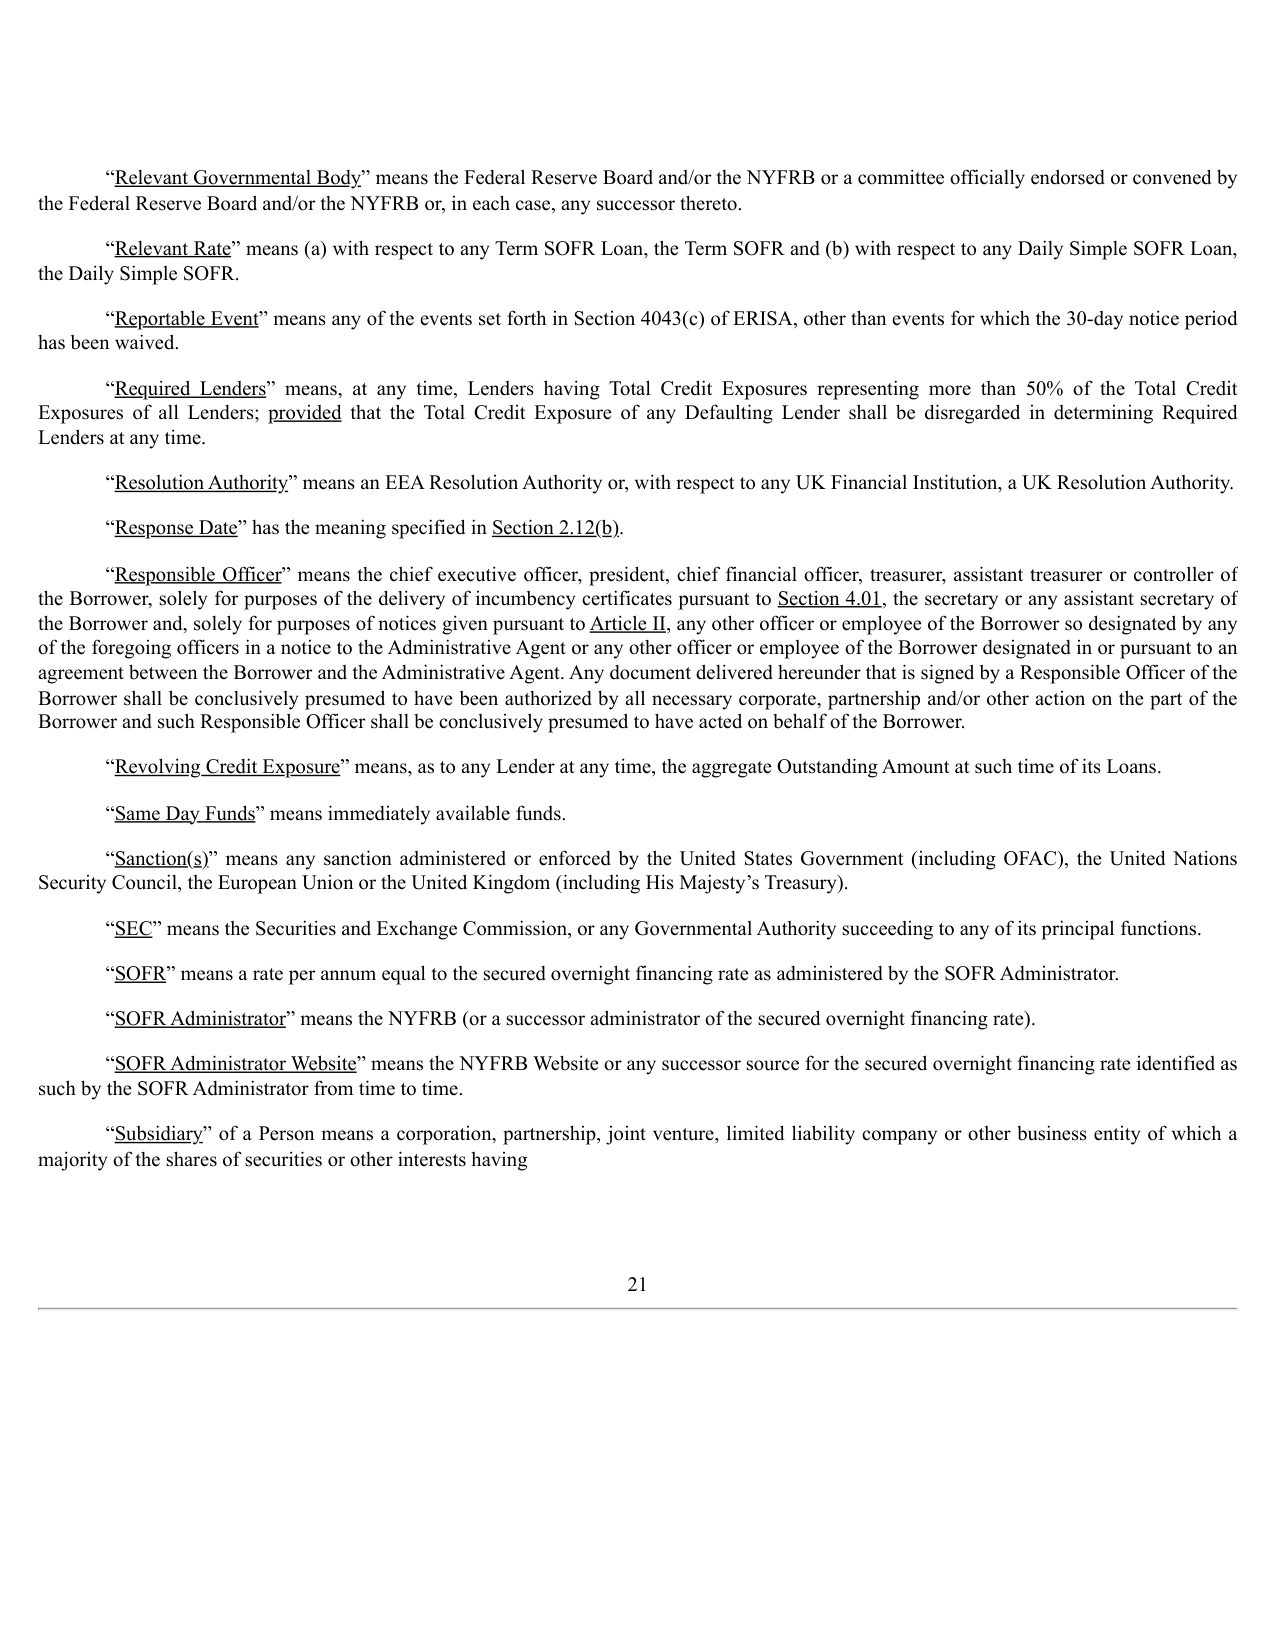 “Relevant Governmental Body” means the Federal Reserve Board and/or the NYFRB or a committee officially endorsed or convened by
the Federal Reserve Board and/or the NYFRB or, in each case, any successor thereto.
“Relevant Rate” means (a) with respect to any Term SOFR Loan, the Term SOFR and (b) with respect to any Daily Simple SOFR Loan,
the Daily Simple SOFR.
“Reportable Event” means any of the events set forth in Section 4043(c) of ERISA, other than events for which the 30-day notice period
has been waived.
“Required Lenders” means, at any time, Lenders having Total Credit Exposures representing more than 50% of the Total Credit
Exposures of all Lenders; provided that the Total Credit Exposure of any Defaulting Lender shall be disregarded in determining Required
Lenders at any time.
“Resolution Authority” means an EEA Resolution Authority or, with respect to any UK Financial Institution, a UK Resolution Authority.
“Response Date” has the meaning specified in Section 2.12(b).
“Responsible Officer” means the chief executive officer, president, chief financial officer, treasurer, assistant treasurer or controller of
the Borrower, solely for purposes of the delivery of incumbency certificates pursuant to Section 4.01, the secretary or any assistant secretary of
the Borrower and, solely for purposes of notices given pursuant to Article II, any other officer or employee of the Borrower so designated by any
of the foregoing officers in a notice to the Administrative Agent or any other officer or employee of the Borrower designated in or pursuant to an
agreement between the Borrower and the Administrative Agent. Any document delivered hereunder that is signed by a Responsible Officer of the
Borrower shall be conclusively presumed to have been authorized by all necessary corporate, partnership and/or other action on the part of the
Borrower and such Responsible Officer shall be conclusively presumed to have acted on behalf of the Borrower.
“Revolving Credit Exposure” means, as to any Lender at any time, the aggregate Outstanding Amount at such time of its Loans.
“Same Day Funds” means immediately available funds.
“Sanction(s)” means any sanction administered or enforced by the United States Government (including OFAC), the United Nations
Security Council, the European Union or the United Kingdom (including His Majesty’s Treasury).
“SEC” means the Securities and Exchange Commission, or any Governmental Authority succeeding to any of its principal functions.
“SOFR” means a rate per annum equal to the secured overnight financing rate as administered by the SOFR Administrator.
“SOFR Administrator” means the NYFRB (or a successor administrator of the secured overnight financing rate).
“SOFR Administrator Website” means the NYFRB Website or any successor source for the secured overnight financing rate identified as
such by the SOFR Administrator from time to time.
“Subsidiary” of a Person means a corporation, partnership, joint venture, limited liability company or other business entity of which a
majority of the shares of securities or other interests having
21